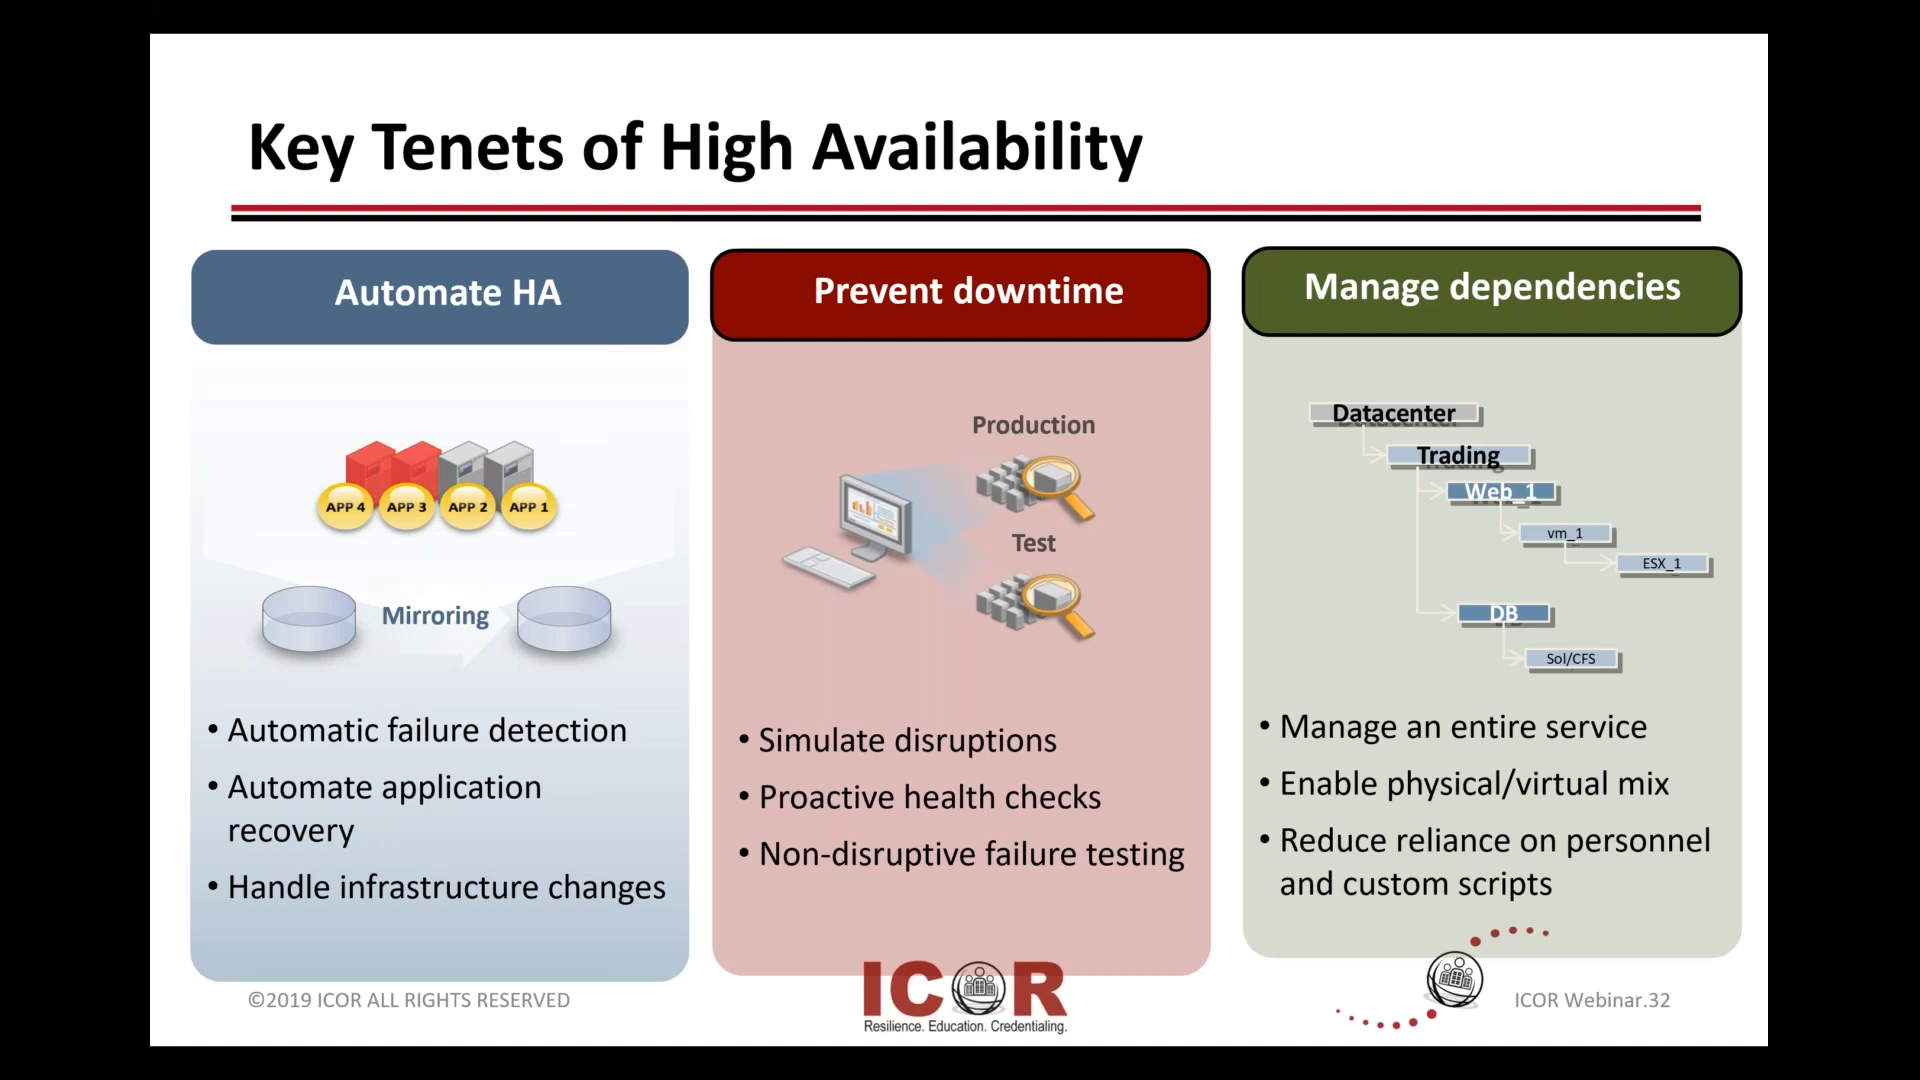 Key Tenets of High Availability
Automate HA
APP 4 APP 3 APP 2 APP 1
Mirroring
• Automatic failure detection
• Automate application
recovery
• Handle infrastructure changes
Prevent downtime
Production
Test
• Simulate disruptions
• Proactive health checks
• Non-disruptive failure testing
Manage dependencies
Datacenter
Trading
Web_1
vm_1
ESX_1
DB
Sol/CFS
• Manage an entire service
• Enable physical/virtual mix
• Reduce reliance on personnel
and custom scripts
©2019 ICOR ALL RIGHTS RESERVED
ICOR
Resilience. Education. Credentialing.
ICOR Webinar.32